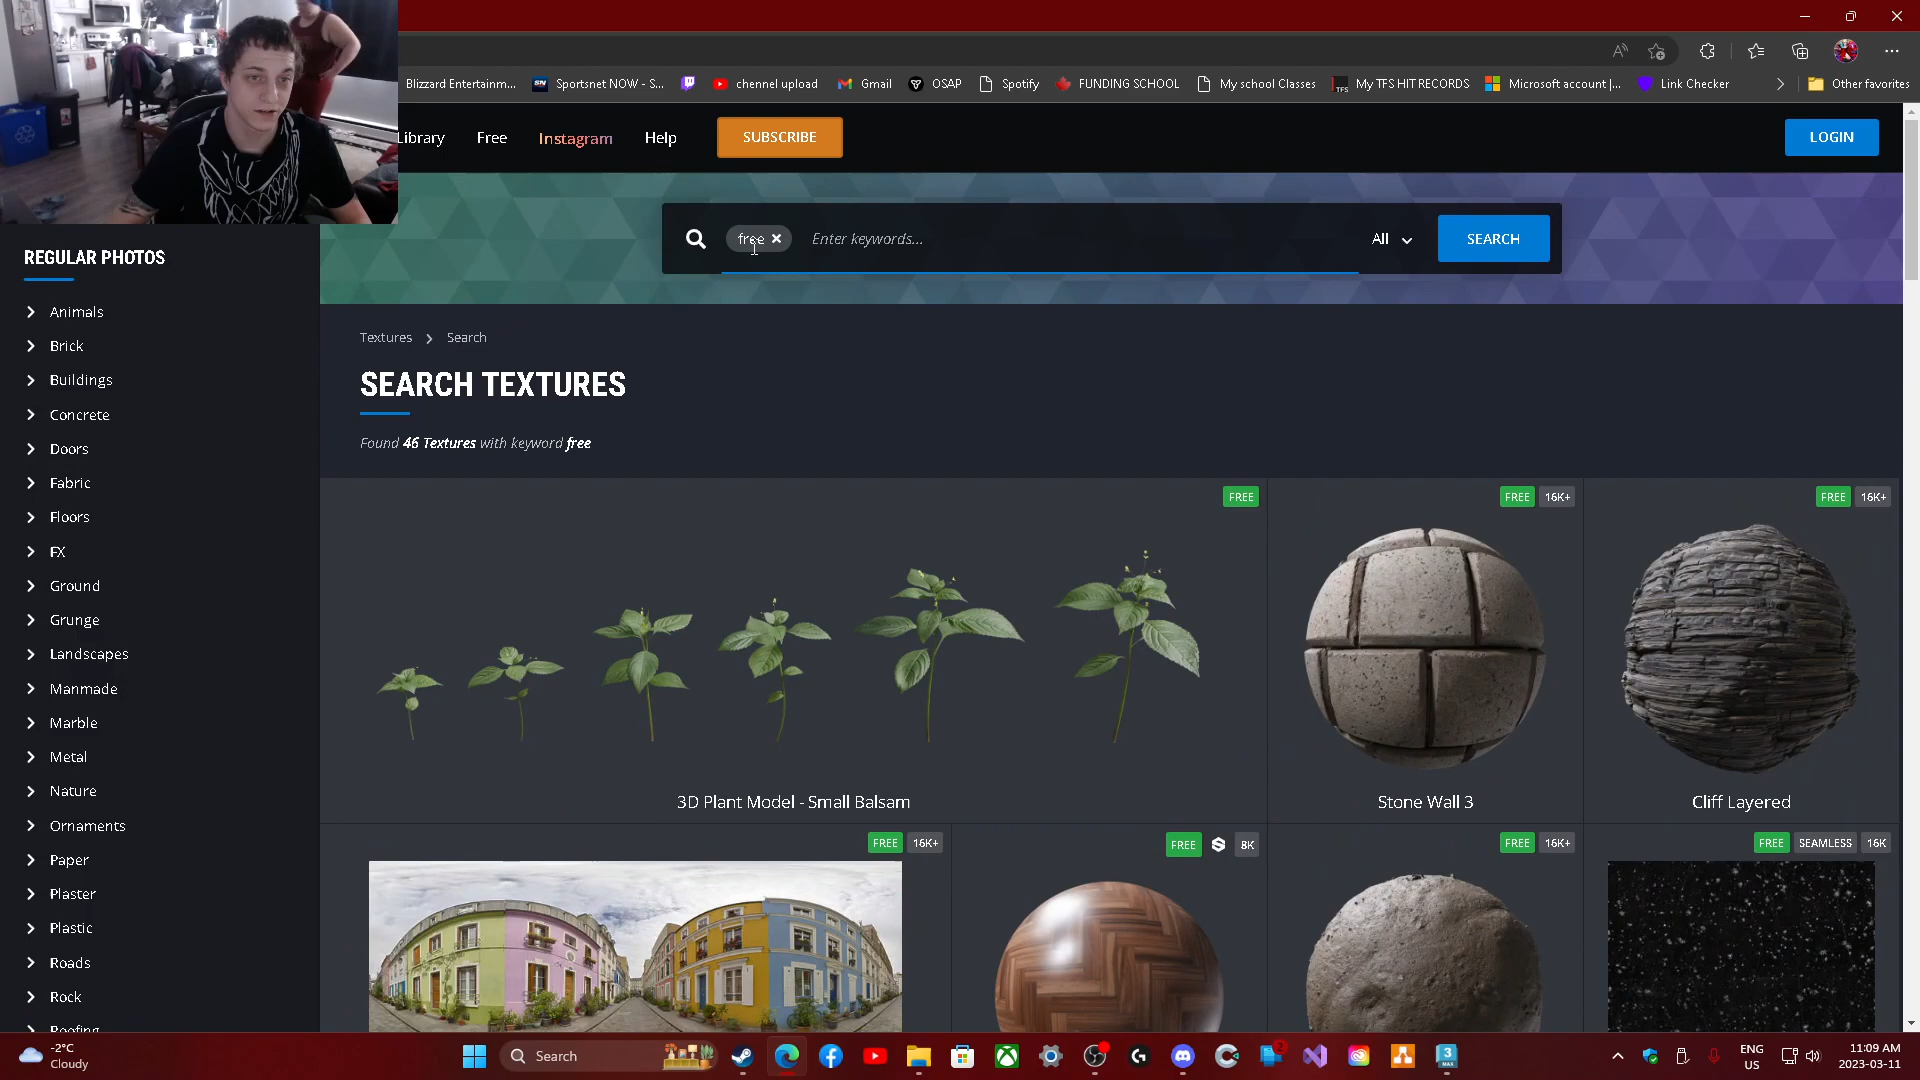 Blizzard Entertainm...
Sportsnet NOW - S...
channel upload
Gmail
OSAP
Spotify
FUNDING SCHOOL
My school Classes
My TFS HIT RECORDS
Microsoft account |...
Link Checker
Other favorites
Library
Free
Instagram
Help
SUBSCRIBE
LOGIN
free
Enter keywords...
All
SEARCH
REGULAR PHOTOS
Animals
Brick
Buildings
Concrete
Doors
Fabric
Floors
FX
Ground
Grunge
Landscapes
Manmade
Marble
Metal
Nature
Ornaments
Paper
Plaster
Plastic
Roads
Rock
Roofing
Textures
Search
SEARCH TEXTURES
Found 46 Textures with keyword free
FREE
FREE 16K+
FREE 16K+
3D Plant Model - Small Balsam
Stone Wall 3
Cliff Layered
FREE 16K+
FREE 8K
FREE 16K+
FREE SEAMLESS 16K
-2°C
Cloudy
Search
ENG
US
11:09 AM
2023-03-11